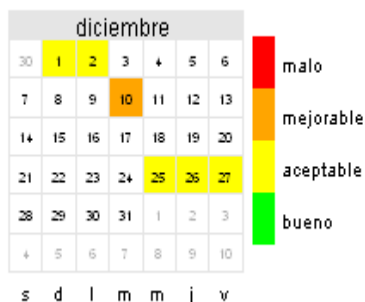 diciembre
30 1 2 3 4 5 6
7 8 9 10 11 12 13
14 15 16 17 18 19 20
21 22 23 24 25 26 27
28 29 30 31 1 2 3
4 5 6 7 8 9 10
s d l m m j v
malo
mejorable
aceptable
bueno